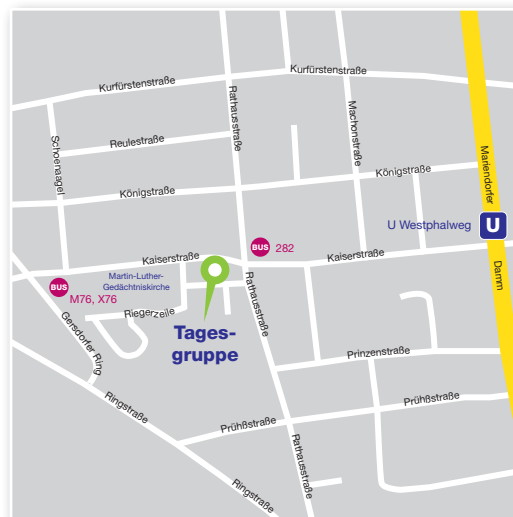 Kurfürstenstraße
Kurfürstenstraße
Rathausstraße
Machonstraße
Schoenaagel
Reulestraße
Mariendorfer
Königstraße
Königstraße
U Westphalweg
U
BUS
282
Kaiserstraße
Kaiserstraße
Damm
Martin-Luther-
Gedächtniskirche
BUS
M76, X76
Riegerzeile
Rathausstraße
Gersdorfer Ring
Tages-
gruppe
Prinzenstraße
Ringstraße
Prühßstraße
Prühßstraße
Rathausstraße
Ringstraße